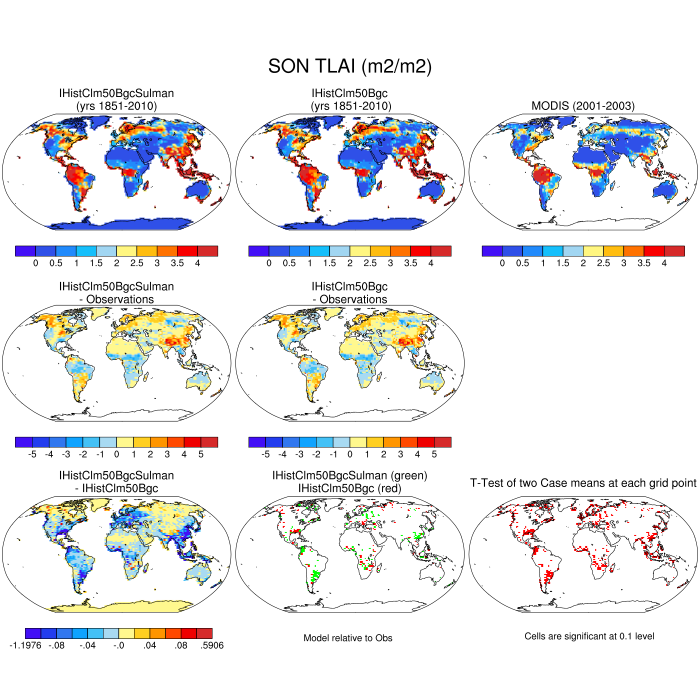 SON TLAI (m2/m2)
IHistClm50BgcSulman
(yrs 1851-2010)
IHistClm50Bgc
(yrs 1851-2010)
MODIS (2001-2003)
0 0.5 1 1.5 2 2.5 3 3.5 4
0 0.5 1 1.5 2 2.5 3 3.5 4
0 0.5 1 1.5 2 2.5 3 3.5 4
IHistClm50BgcSulman
- Observations
IHistClm50Bgc
- Observations
-5 -4 -3 -2 -1 0 1 2 3 4 5
-5 -4 -3 -2 -1 0 1 2 3 4 5
IHistClm50BgcSulman
- IHistClm50Bgc
IHistClm50BgcSulman (green)
IHistClm50Bgc (red)
T-Test of two Case means at each grid point
-1.1976 -.08 -.04 -.0 .04 .08 .5906
Model relative to Obs
Cells are significant at 0.1 level